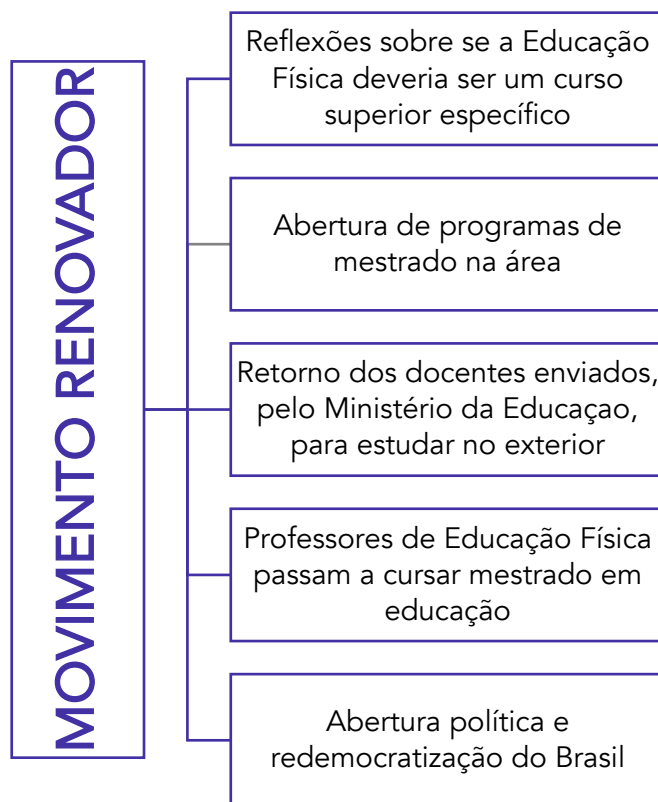 MOVIMENTO RENOVADOR
Reflexões sobre se a Educação
Física deveria ser um curso
superior específico
Abertura de programas de
mestrado na área
Retorno dos docentes enviados,
pelo Ministério da Educaçao,
para estudar no exterior
Professores de Educação Física
passam a cursar mestrado em
educação
Abertura política e
redemocratização do Brasil